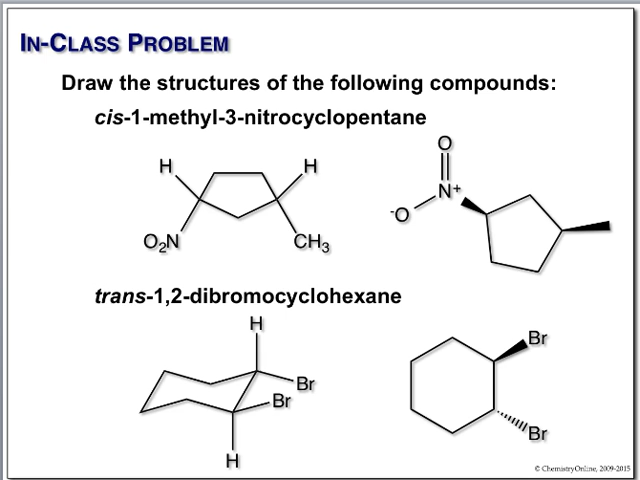 IN-CLASS PROBLEM
Draw the structures of the following compounds:
cis-1-methyl-3-nitrocyclopentane
H H O
N+
-O
O₂N CH₃
trans-1,2-dibromocyclohexane
H
Br
Br
Br
Br
H
© ChemistryOnline, 2009-2015